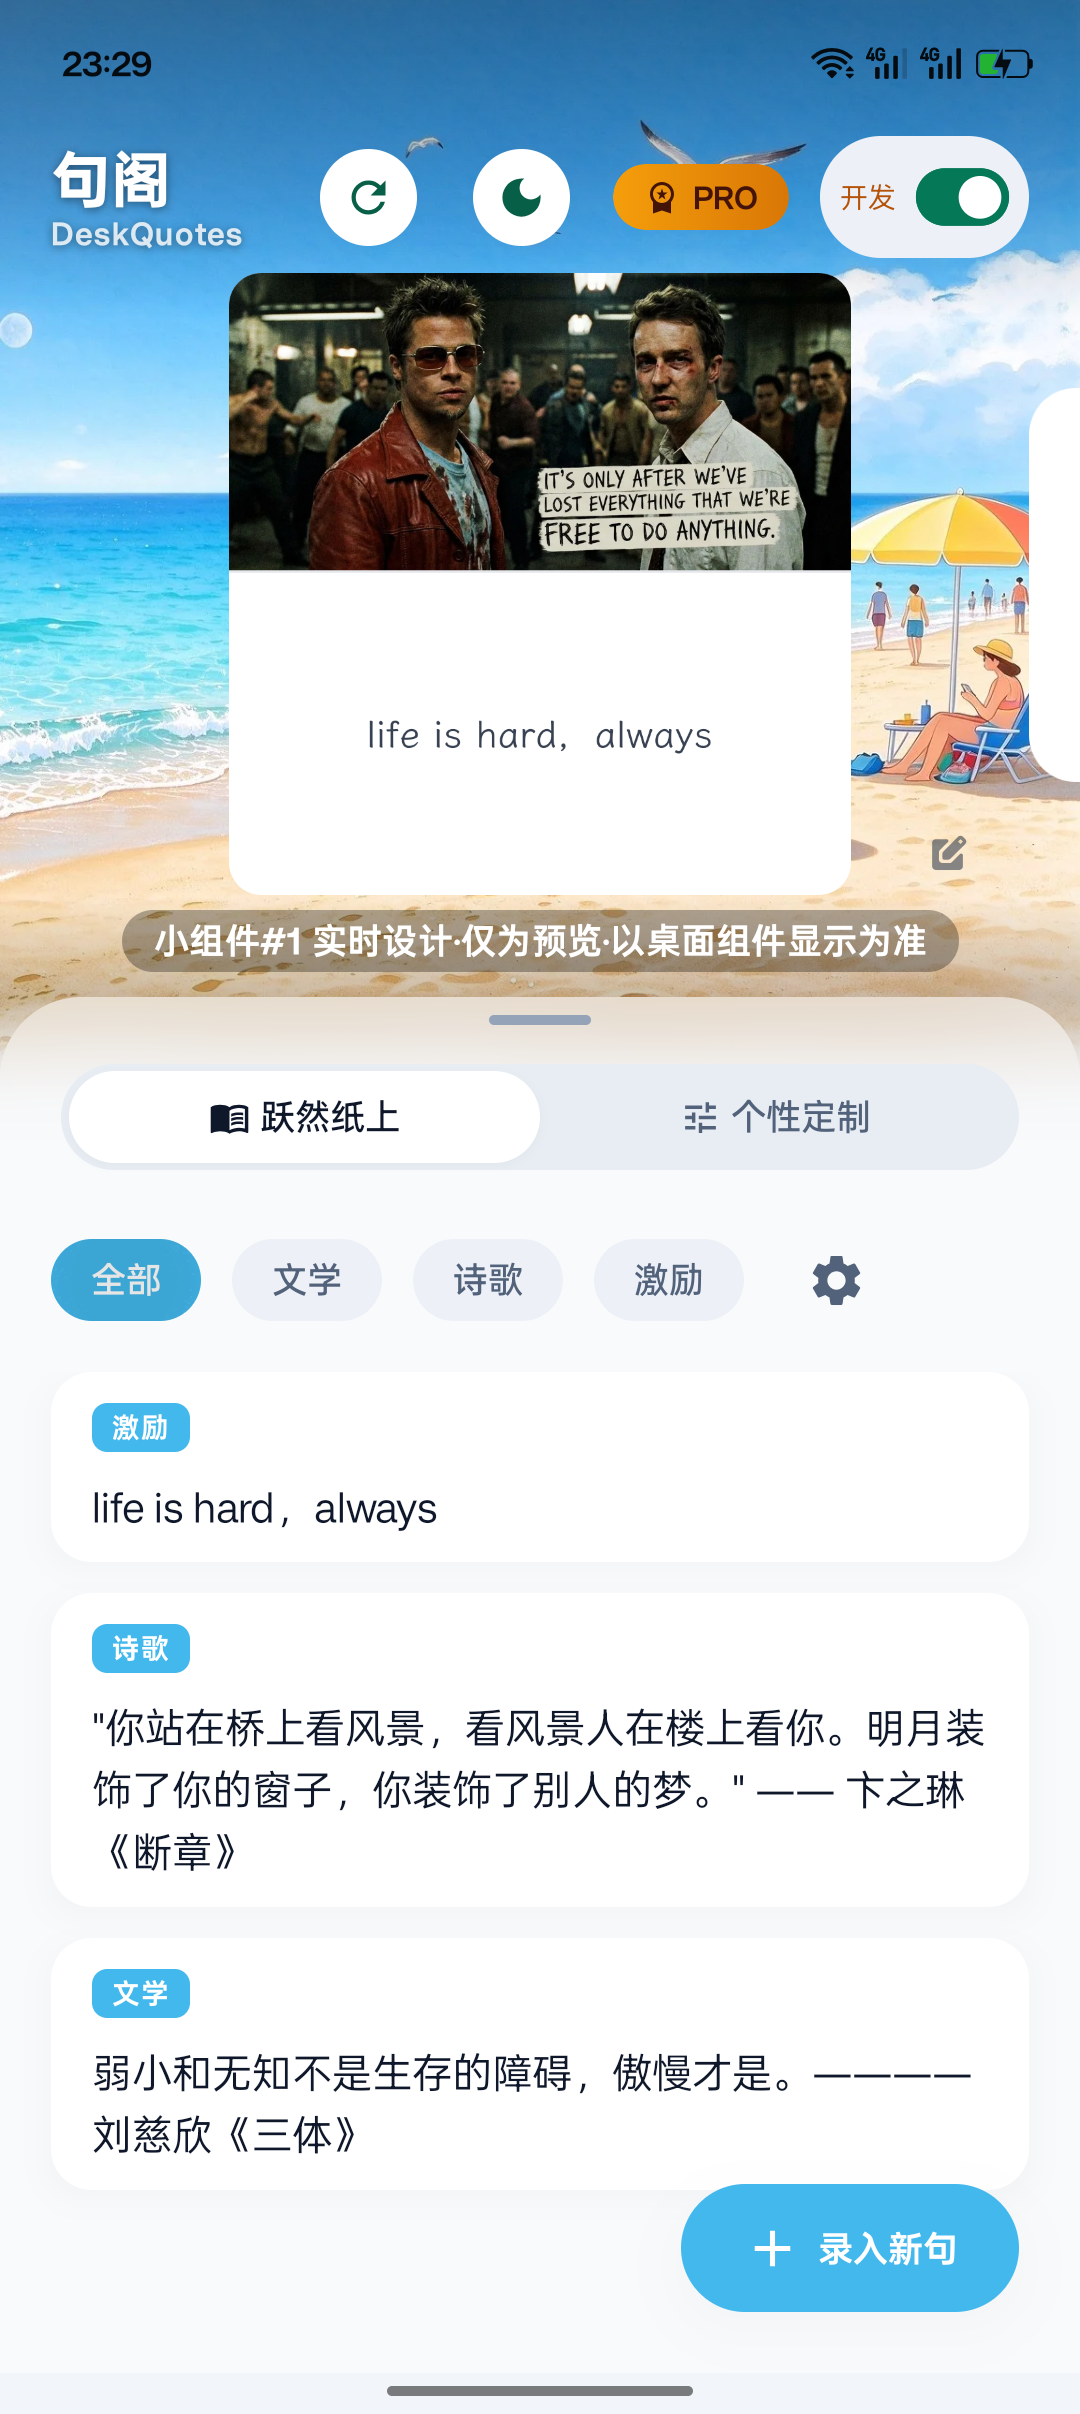 23:29
4G
4G
句阁
DeskQuotes
PRO
开发
IT'S ONLY AFTER WE'VE
LOST EVERYTHING THAT WE'RE
FREE TO DO ANYTHING.
life is hard，always
小组件#1 实时设计·仅为预览·以桌面组件显示为准
跃然纸上
个性定制
全部
文学
诗歌
激励
激励
life is hard，always
诗歌
"你站在桥上看风景，看风景人在楼上看你。明月装
饰了你的窗子，你装饰了别人的梦。" —— 卞之琳
《断章》
文学
弱小和无知不是生存的障碍，傲慢才是。————
刘慈欣《三体》
录入新句